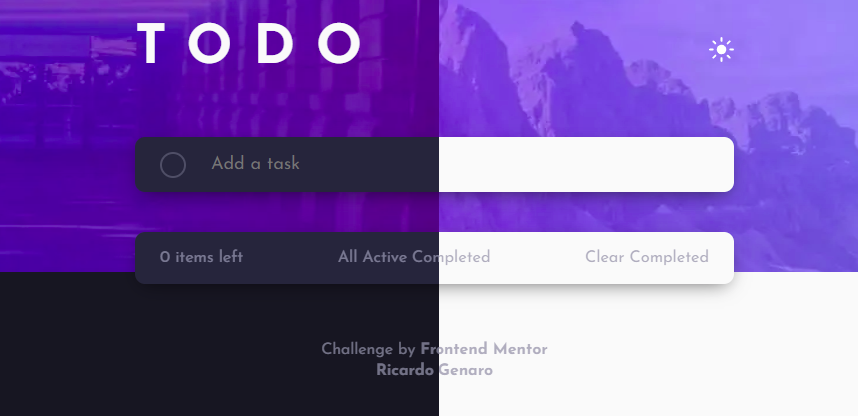 TODO
Add a task
0 items left All Active Completed Clear Completed
Challenge by Frontend Mentor
Ricardo Genaro